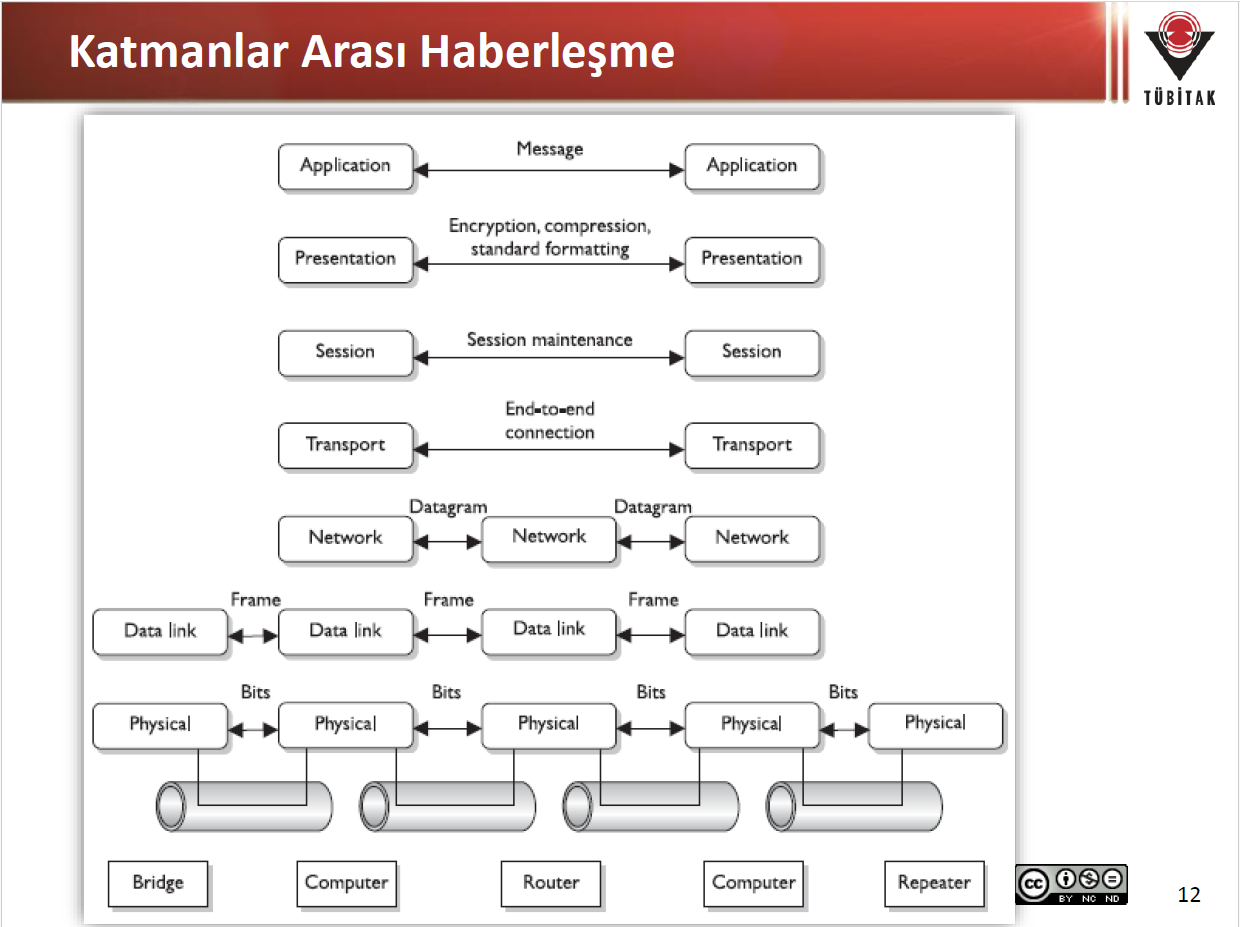 Katmanlar Arası Haberleşme
TÜBİTAK
Message
Application
Application
Encryption, compression,
standard formatting
Presentation
Presentation
Session maintenance
Session
Session
End-to-end
connection
Transport
Transport
Datagram
Datagram
Network
Network
Network
Frame
Frame
Frame
Data link
Data link
Data link
Data link
Bits
Bits
Bits
Bits
Physical
Physical
Physical
Physical
Physical
Bridge
Computer
Router
Computer
Repeater
cc
BY NC ND
12